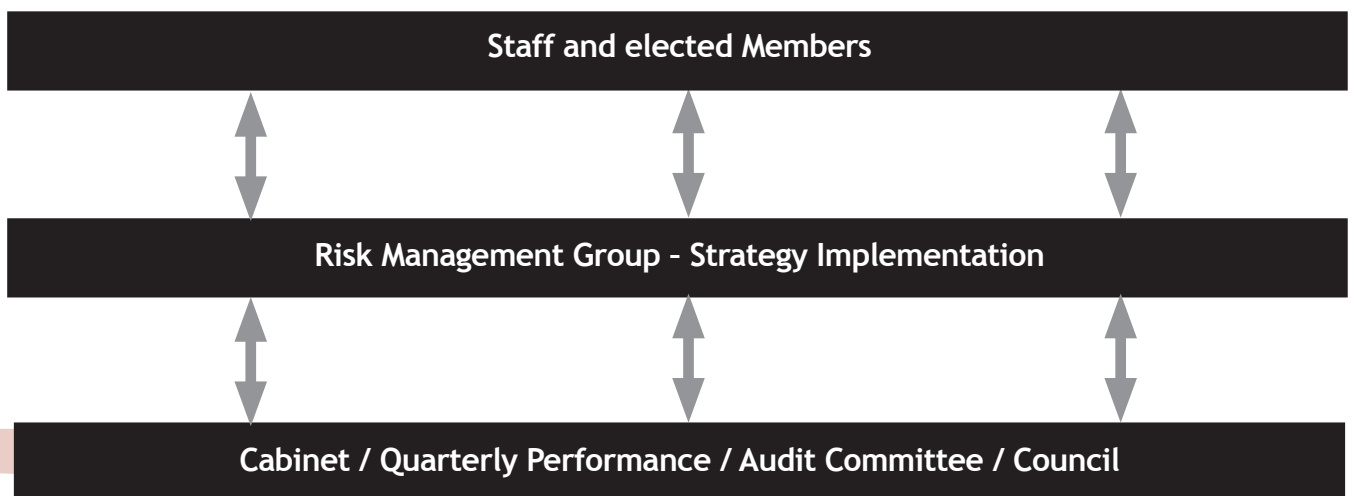 Staff and elected Members
Risk Management Group – Strategy Implementation
Cabinet / Quarterly Performance / Audit Committee / Council